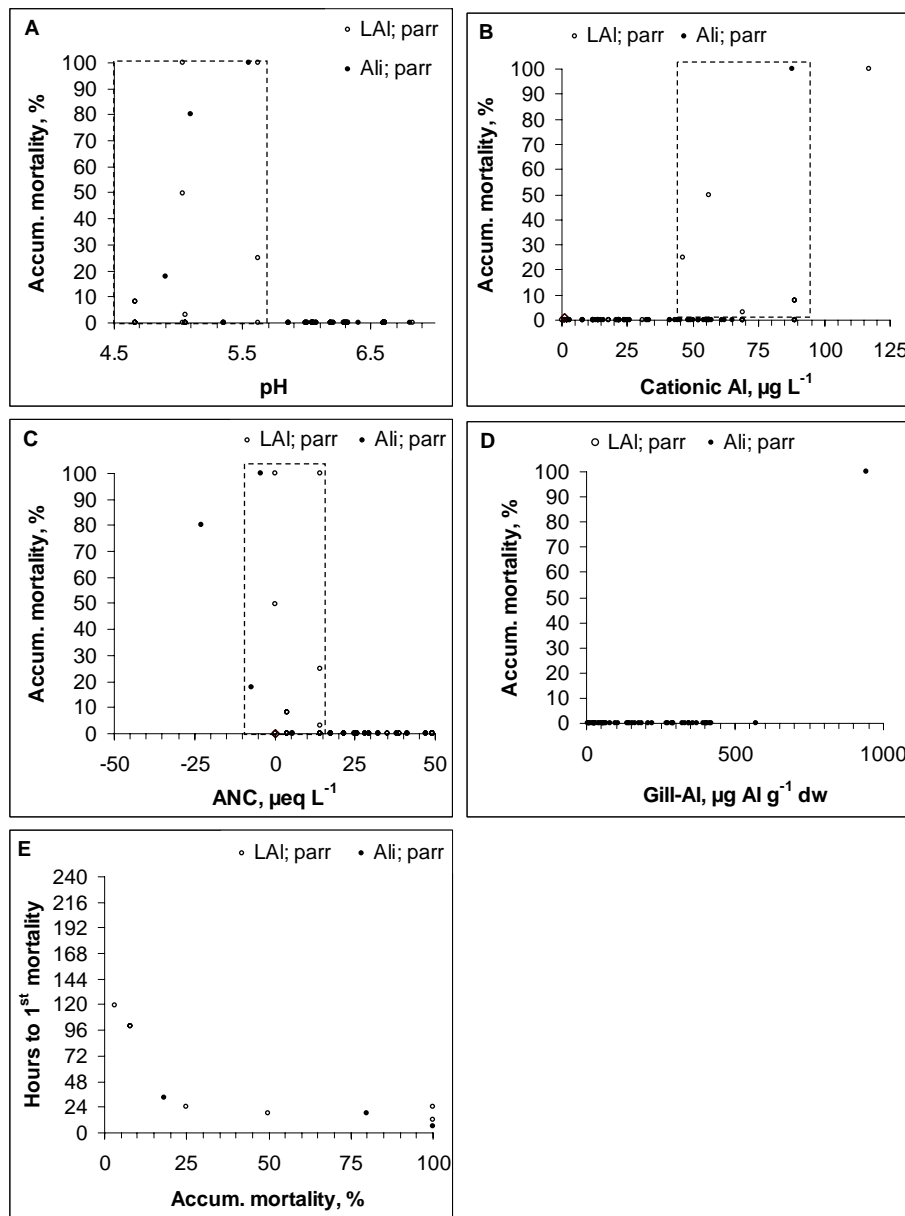 A
LAl; parr
Ali; parr
Accum. mortality, %
100
90
80
70
60
50
40
30
20
10
0
4.5 5.5 6.5
pH
B
LAl; parr Ali; parr
Accum. mortality, %
100
90
80
70
60
50
40
30
20
10
0
0 25 50 75 100 125
Cationic Al, µg L⁻¹
C
LAl; parr Ali; parr
Accum. mortality, %
100
90
80
70
60
50
40
30
20
10
0
-50 -25 0 25 50
ANC, µeq L⁻¹
D
LAl; parr Ali; parr
Accum. mortality, %
100
90
80
70
60
50
40
30
20
10
0
0 500 1000
Gill-Al, µg Al g⁻¹ dw
E
LAl; parr Ali; parr
Hours to 1ˢᵗ mortality
240
216
192
168
144
120
96
72
48
24
0
0 25 50 75 100
Accum. mortality, %